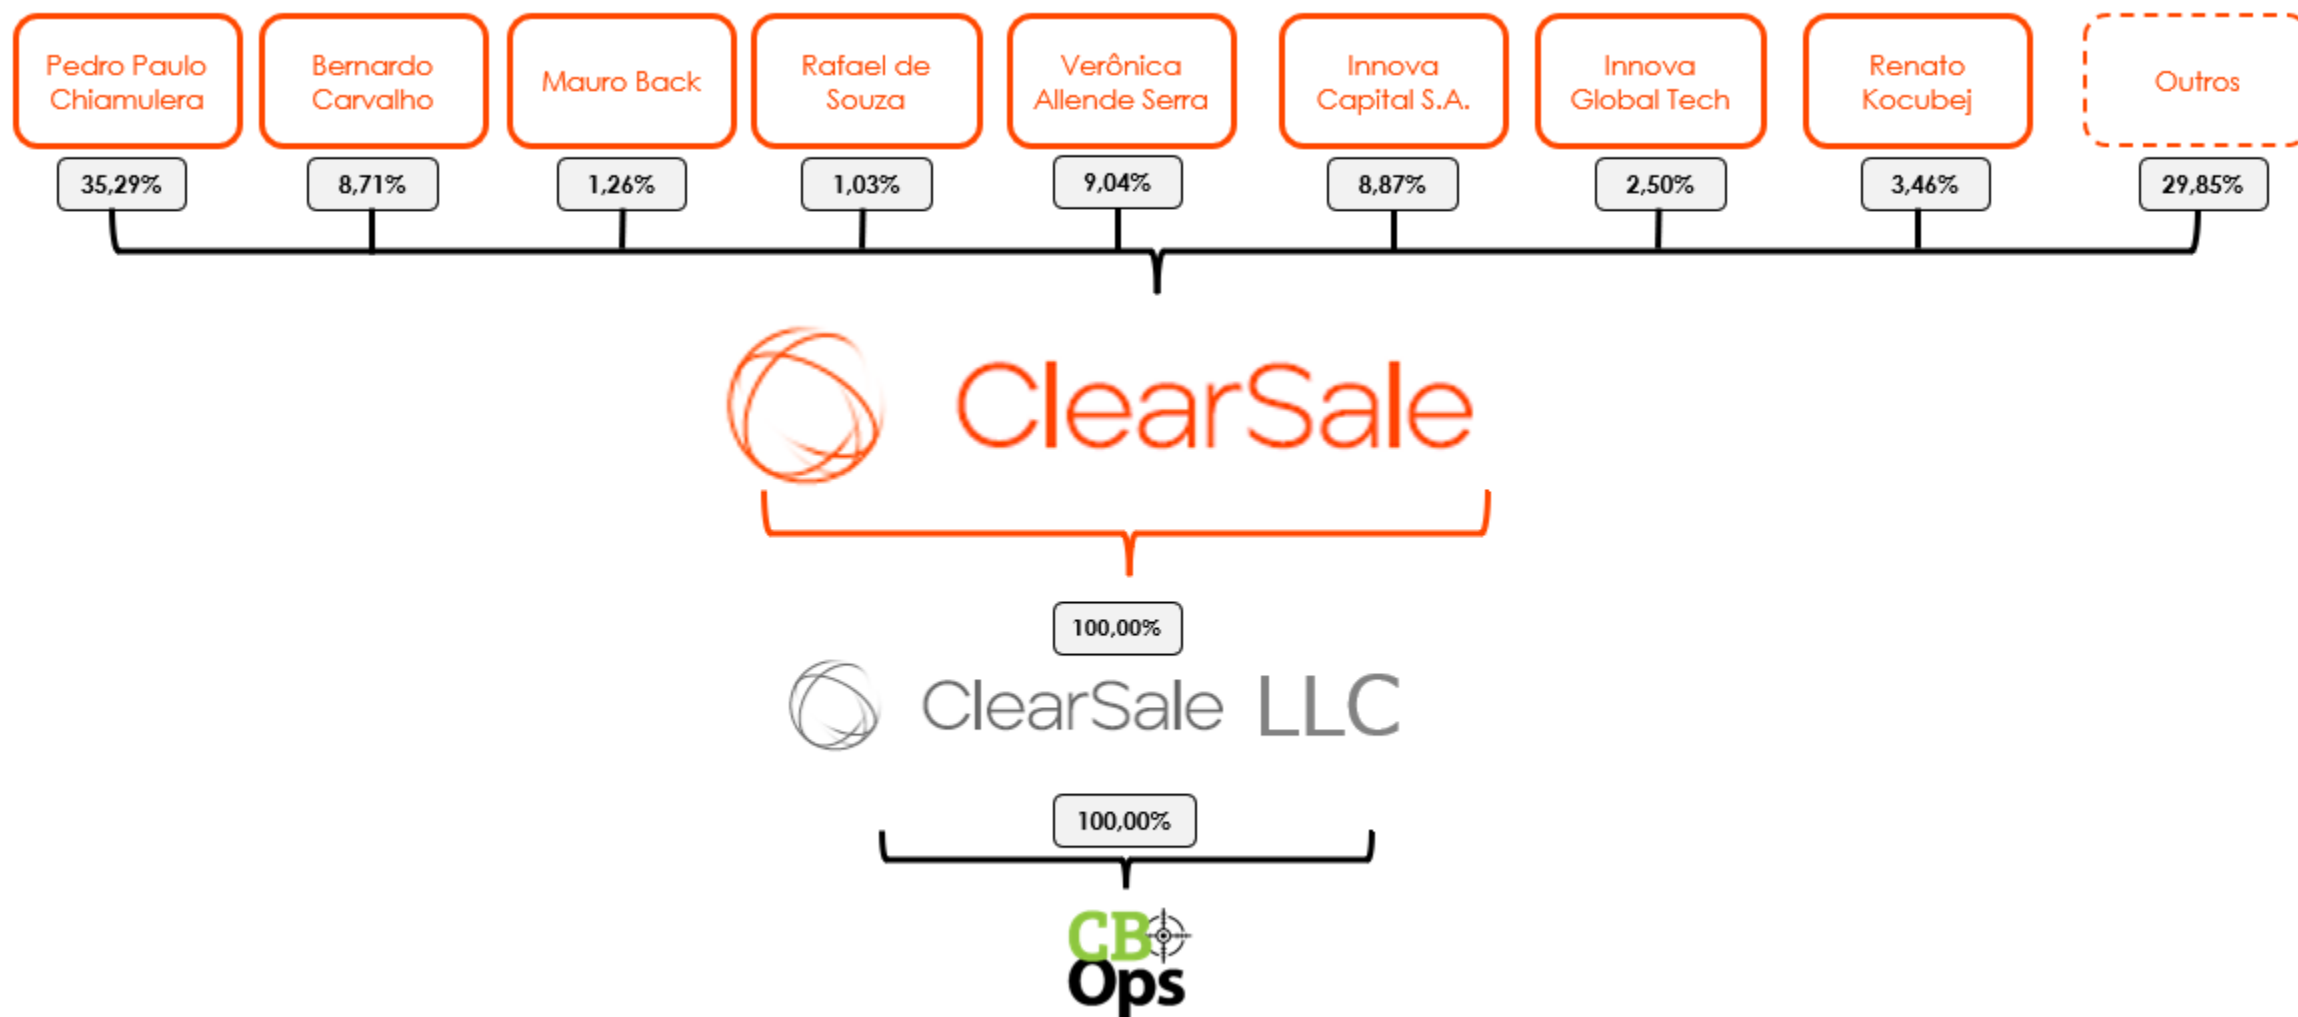 Pedro Paulo
Chiamulera
Bernardo
Carvalho
Mauro Back
Rafael de
Souza
Verônica
Allende Serra
Innova
Capital S.A.
Innova
Global Tech
Renato
Kocubej
Outros
35,29%
8,71%
1,26%
1,03%
9,04%
8,87%
2,50%
3,46%
29,85%
ClearSale
100,00%
ClearSale LLC
100,00%
CB
Ops